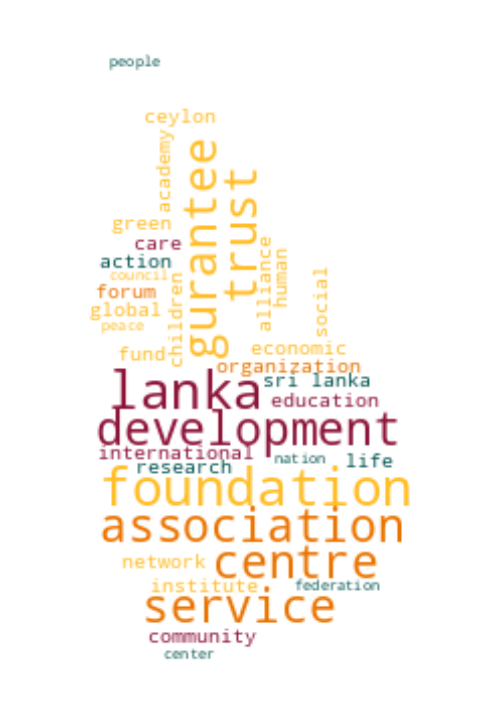 people
ceylon
academy
gurantee
trust
green
care
action
council
children
alliance
human
social
forum
global
peace
fund
economic
organization
lanka
sri lanka
education
development
international
nation
life
research
foundation
association
network
centre
institute
federation
service
community
center